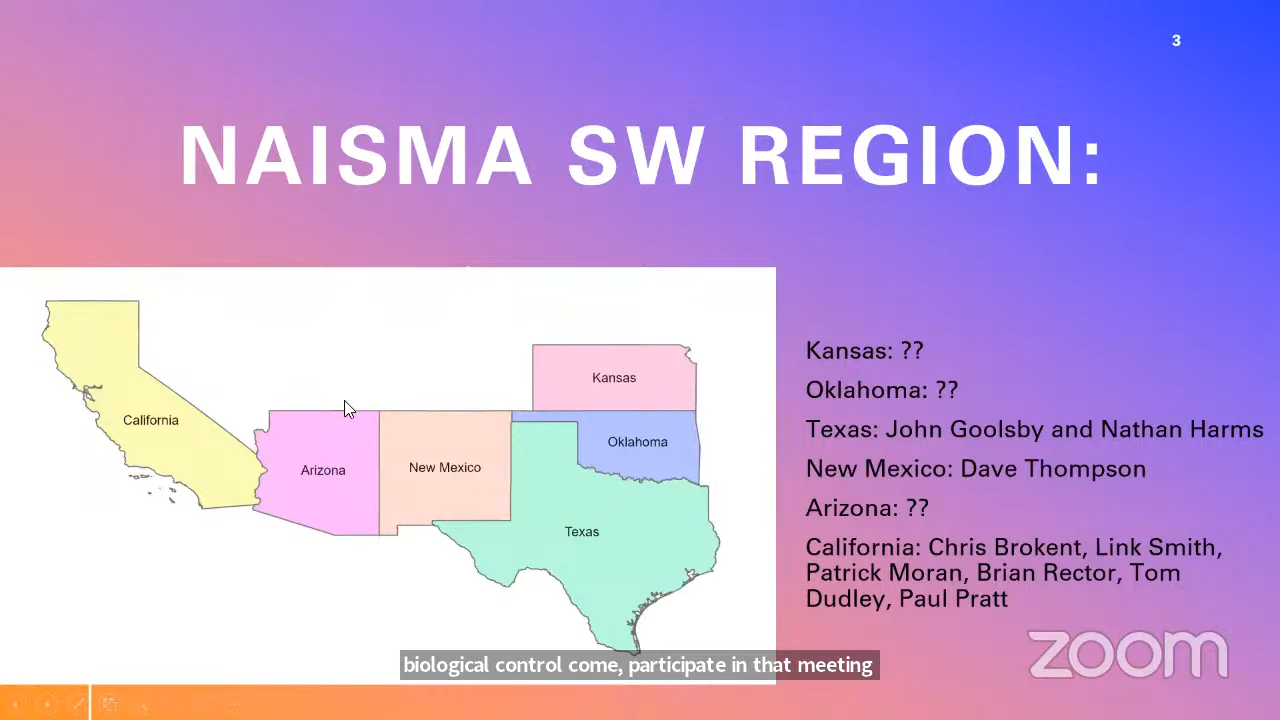 3
NAISMA SW REGION:
California
Arizona
New Mexico
Kansas
Oklahoma
Texas
Kansas: ??
Oklahoma: ??
Texas: John Goolsby and Nathan Harms
New Mexico: Dave Thompson
Arizona: ??
California: Chris Brokent, Link Smith,
Patrick Moran, Brian Rector, Tom
Dudley, Paul Pratt
zoom
biological control come, participate in that meeting